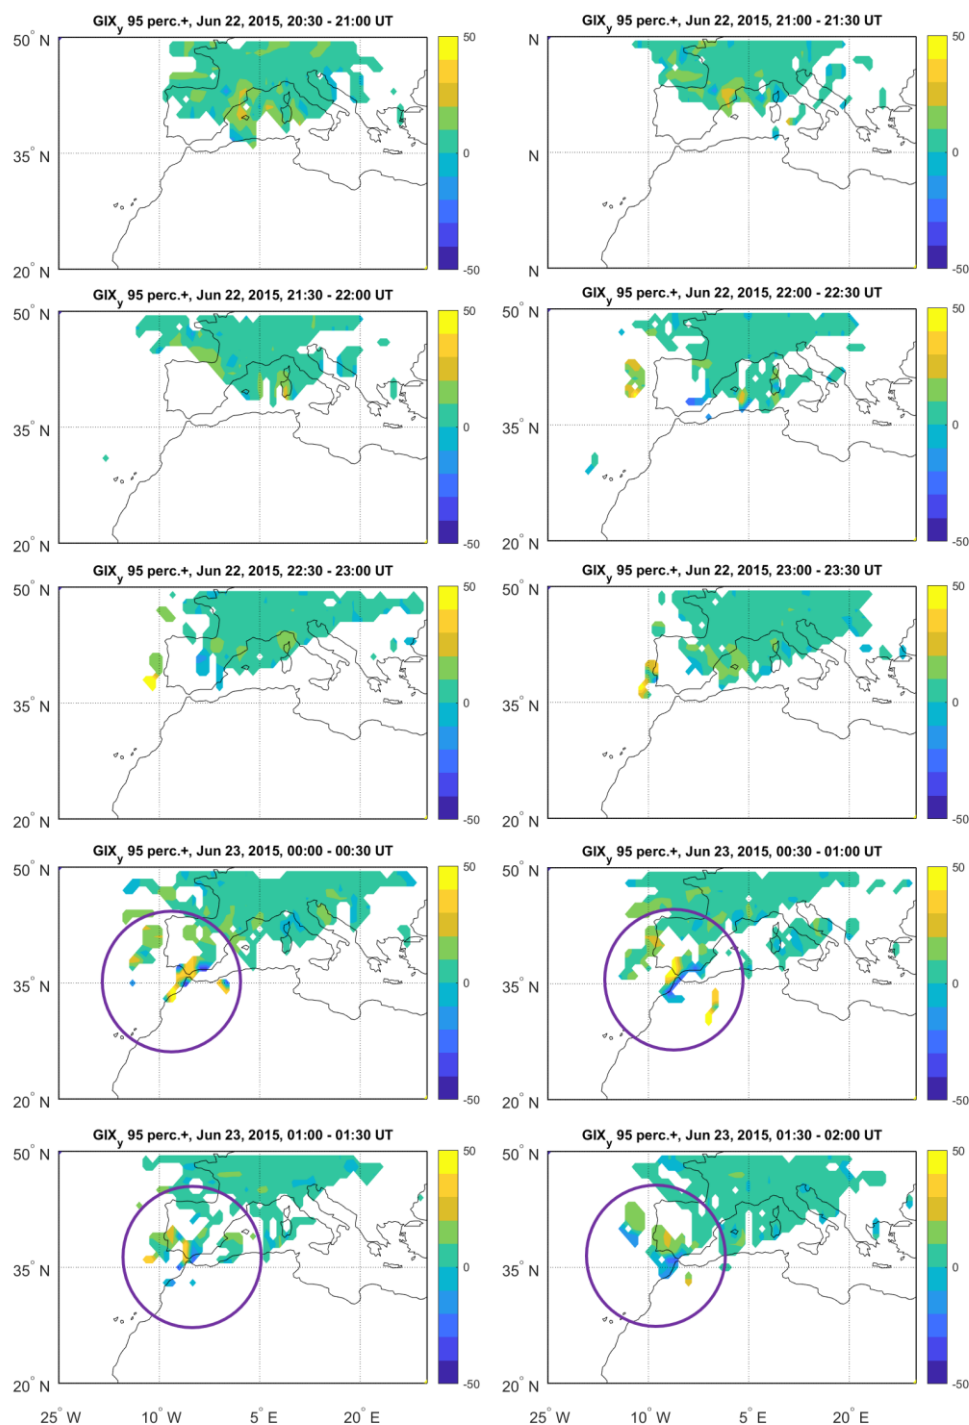 GIXy 95 perc.+, Jun 22, 2015, 20:30 - 21:00 UT
50° N
35° N
20° N
50
0
-50
GIXy 95 perc.+, Jun 22, 2015, 21:00 - 21:30 UT
N
N
N
50
0
-50
GIXy 95 perc.+, Jun 22, 2015, 21:30 - 22:00 UT
50° N
35° N
20° N
50
0
-50
GIXy 95 perc.+, Jun 22, 2015, 22:00 - 22:30 UT
50° N
35° N
20° N
50
0
-50
GIXy 95 perc.+, Jun 22, 2015, 22:30 - 23:00 UT
50° N
35° N
20° N
50
0
-50
GIXy 95 perc.+, Jun 22, 2015, 23:00 - 23:30 UT
50° N
35° N
20° N
50
0
-50
GIXy 95 perc.+, Jun 23, 2015, 00:00 - 00:30 UT
50° N
35° N
20° N
50
0
-50
GIXy 95 perc.+, Jun 23, 2015, 00:30 - 01:00 UT
50° N
35° N
20° N
50
0
-50
GIXy 95 perc.+, Jun 23, 2015, 01:00 - 01:30 UT
50° N
35° N
20° N
50
0
-50
25° W 10° W 5° E 20° E
GIXy 95 perc.+, Jun 23, 2015, 01:30 - 02:00 UT
50° N
35° N
20° N
50
0
-50
25° W 10° W 5° E 20° E